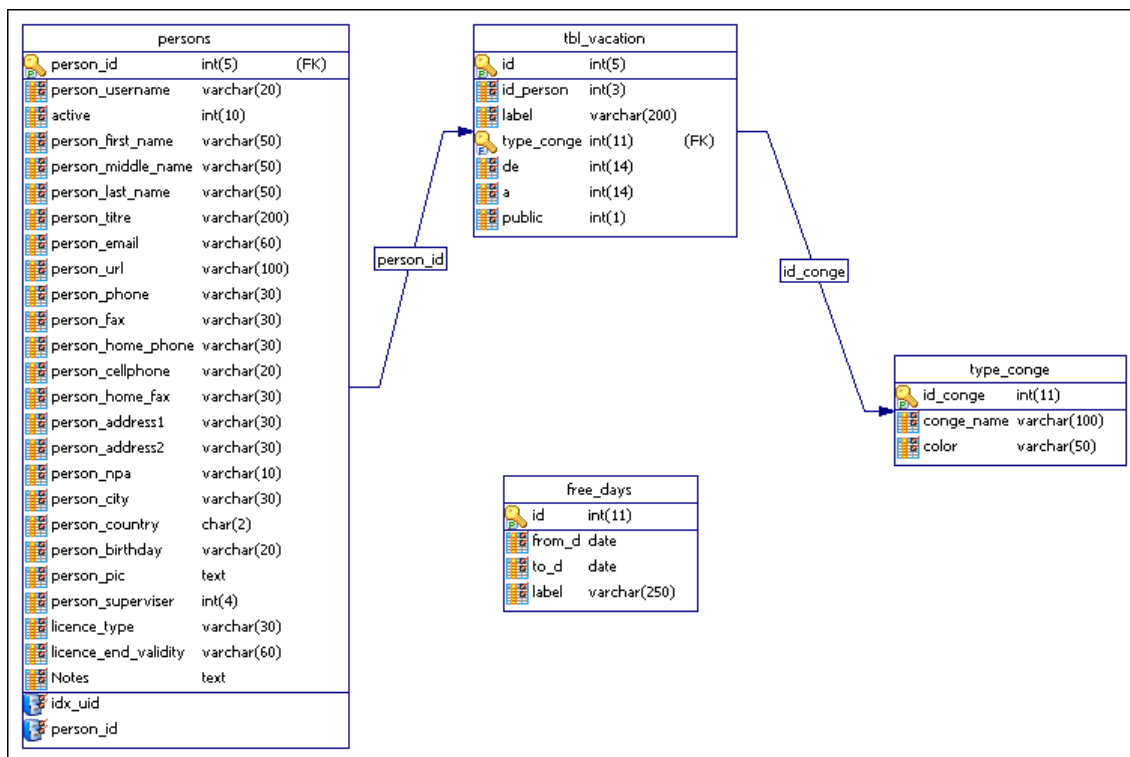 persons
person_id int(5) (FK)
person_username varchar(20)
active int(10)
person_first_name varchar(50)
person_middle_name varchar(50)
person_last_name varchar(50)
person_titre varchar(200)
person_email varchar(60)
person_url varchar(100)
person_phone varchar(30)
person_fax varchar(30)
person_home_phone varchar(30)
person_cellphone varchar(20)
person_home_fax varchar(30)
person_address1 varchar(30)
person_address2 varchar(30)
person_npa varchar(10)
person_city varchar(30)
person_country char(2)
person_birthday varchar(20)
person_pic text
person_superviser int(4)
licence_type varchar(30)
licence_end_validity varchar(60)
Notes text
idx_uid
person_id
person_id
tbl_vacation
id int(5)
id_person int(3)
label varchar(200)
type_conge int(11) (FK)
de int(14)
a int(14)
public int(1)
id_conge
type_conge
id_conge int(11)
conge_name varchar(100)
color varchar(50)
free_days
id int(11)
from_d date
to_d date
label varchar(250)